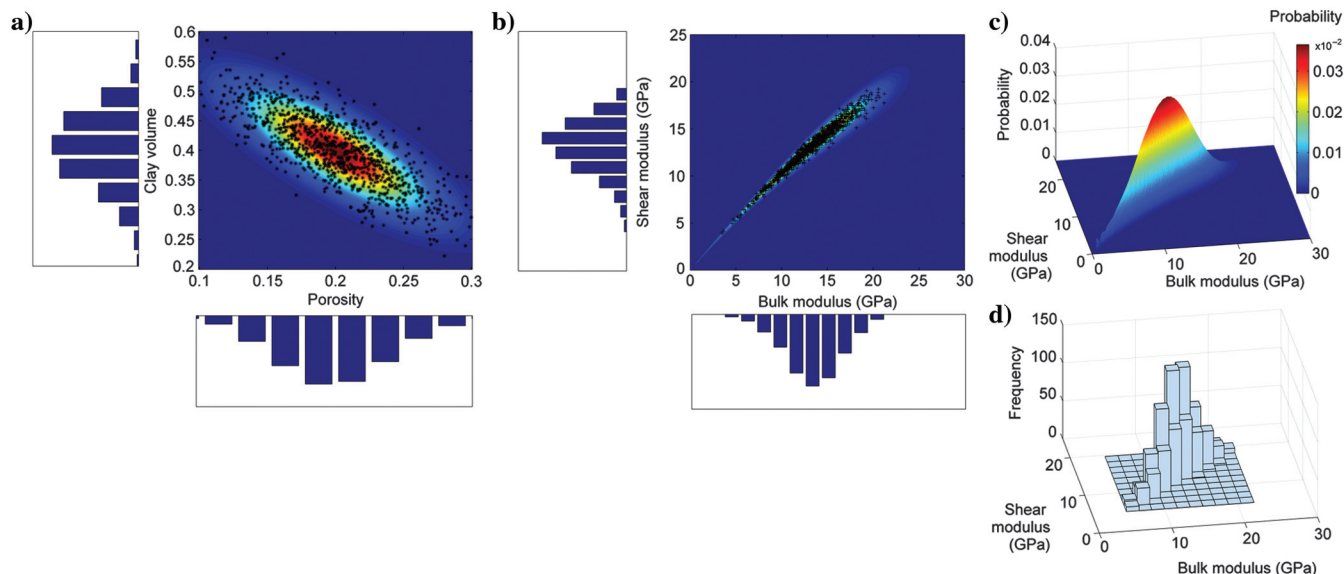 a)
Clay volume
0.6
0.55
0.5
0.45
0.4
0.35
0.3
0.25
0.2
0.1
0.15
0.2
0.25
0.3
Porosity
b)
Shear modulus (GPa)
25
20
15
10
5
0
0
5
10
15
20
25
30
Bulk modulus (GPa)
c)
Probability
0.04
0.03
0.02
0.01
0
20
10
0
Shear
modulus
(GPa)
0
10
20
30
Bulk modulus (GPa)
Probability
x10⁻²
0.03
0.02
0.01
0
d)
Frequency
150
100
50
0
20
10
0
Shear
modulus
(GPa)
0
10
20
30
Bulk modulus (GPa)